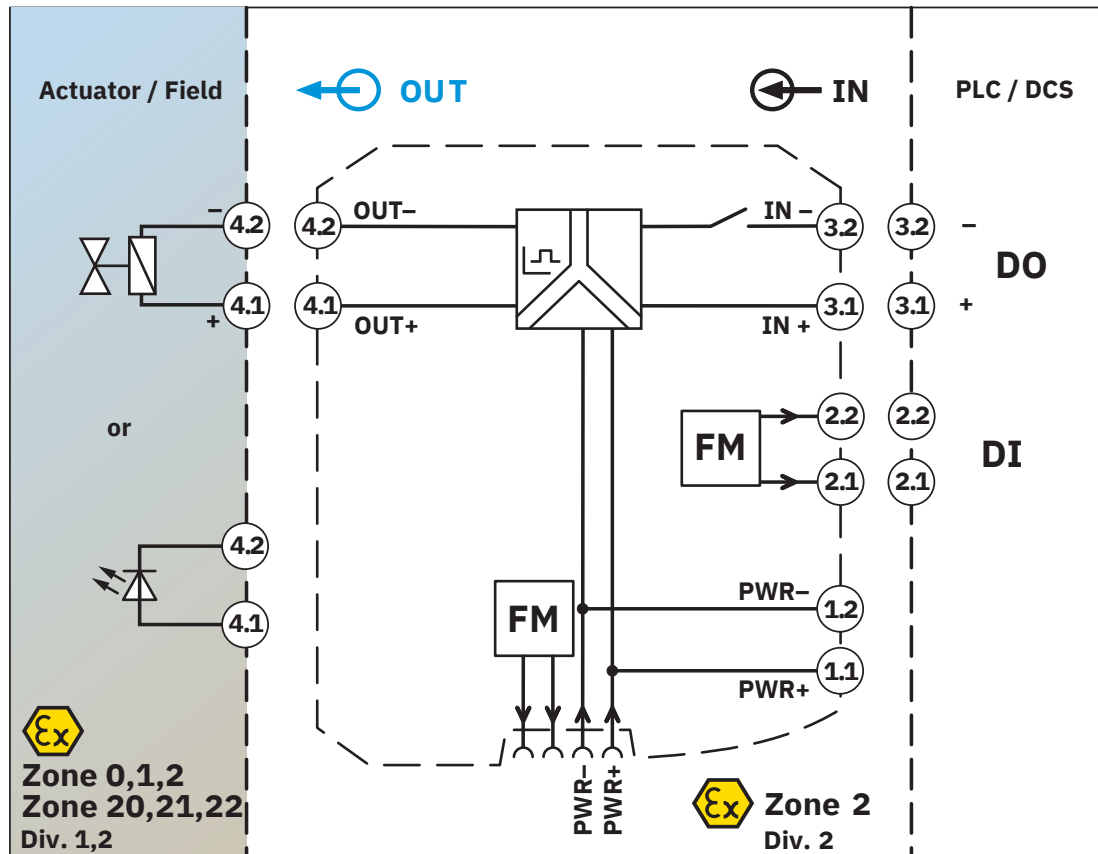 Actuator / Field
OUT
IN
PLC / DCS
– 4.2 4.2 OUT– IN – 3.2 3.2 –
DO
+ 4.1 4.1 OUT+ IN + 3.1 3.1 +
or
FM 2.2 2.2
DI
2.1 2.1
4.2
4.1
FM
PWR– 1.2
PWR+ 1.1
PWR–
PWR+
Ex
Zone 0,1,2
Zone 20,21,22
Div. 1,2
Ex
Zone 2
Div. 2